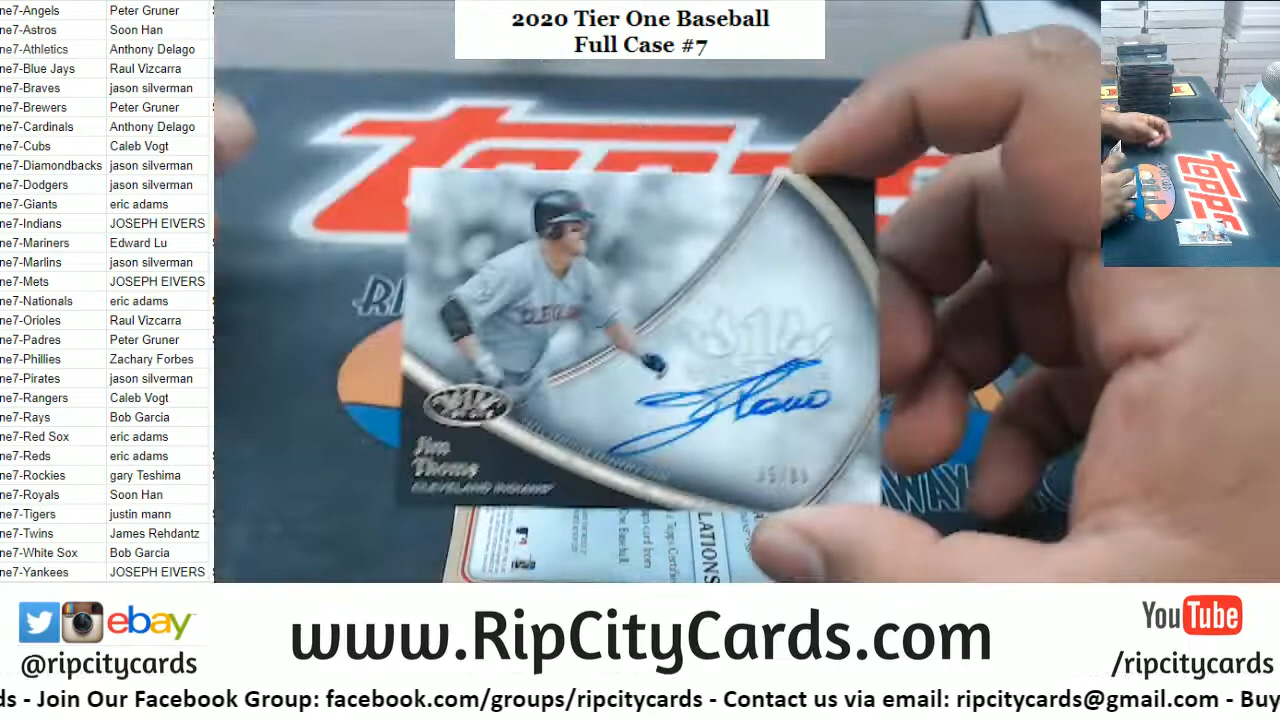 2020 Tier One Baseball
Full Case #7
ne7-Angels Peter Gruner
ne7-Astros Soon Han
ne7-Athletics Anthony Delago
ne7-Blue Jays Raul Vizcarra
ne7-Braves jason silverman
ne7-Brewers Peter Gruner
ne7-Cardinals Anthony Delago
ne7-Cubs Caleb Vogt
ne7-Diamondbacks jason silverman
ne7-Dodgers jason silverman
ne7-Giants eric adams
ne7-Indians JOSEPH EIVERS
ne7-Mariners Edward Lu
ne7-Marlins jason silverman
ne7-Mets JOSEPH EIVERS
ne7-Nationals eric adams
ne7-Orioles Raul Vizcarra
ne7-Padres Peter Gruner
ne7-Phillies Zachary Forbes
ne7-Pirates jason silverman
ne7-Rangers Caleb Vogt
ne7-Rays Bob Garcia
ne7-Red Sox eric adams
ne7-Reds eric adams
ne7-Rockies gary Teshima
ne7-Royals Soon Han
ne7-Tigers justin mann
ne7-Twins James Rehdantz
ne7-White Sox Bob Garcia
ne7-Yankees JOSEPH EIVERS
topps
CLEVELAND
Jim
Thome
CLEVELAND INDIANS
topps
ebay
@ripcitycards
www.RipCityCards.com
YouTube
/ripcitycards
ds - Join Our Facebook Group: facebook.com/groups/ripcitycards - Contact us via email: ripcitycards@gmail.com - Buy